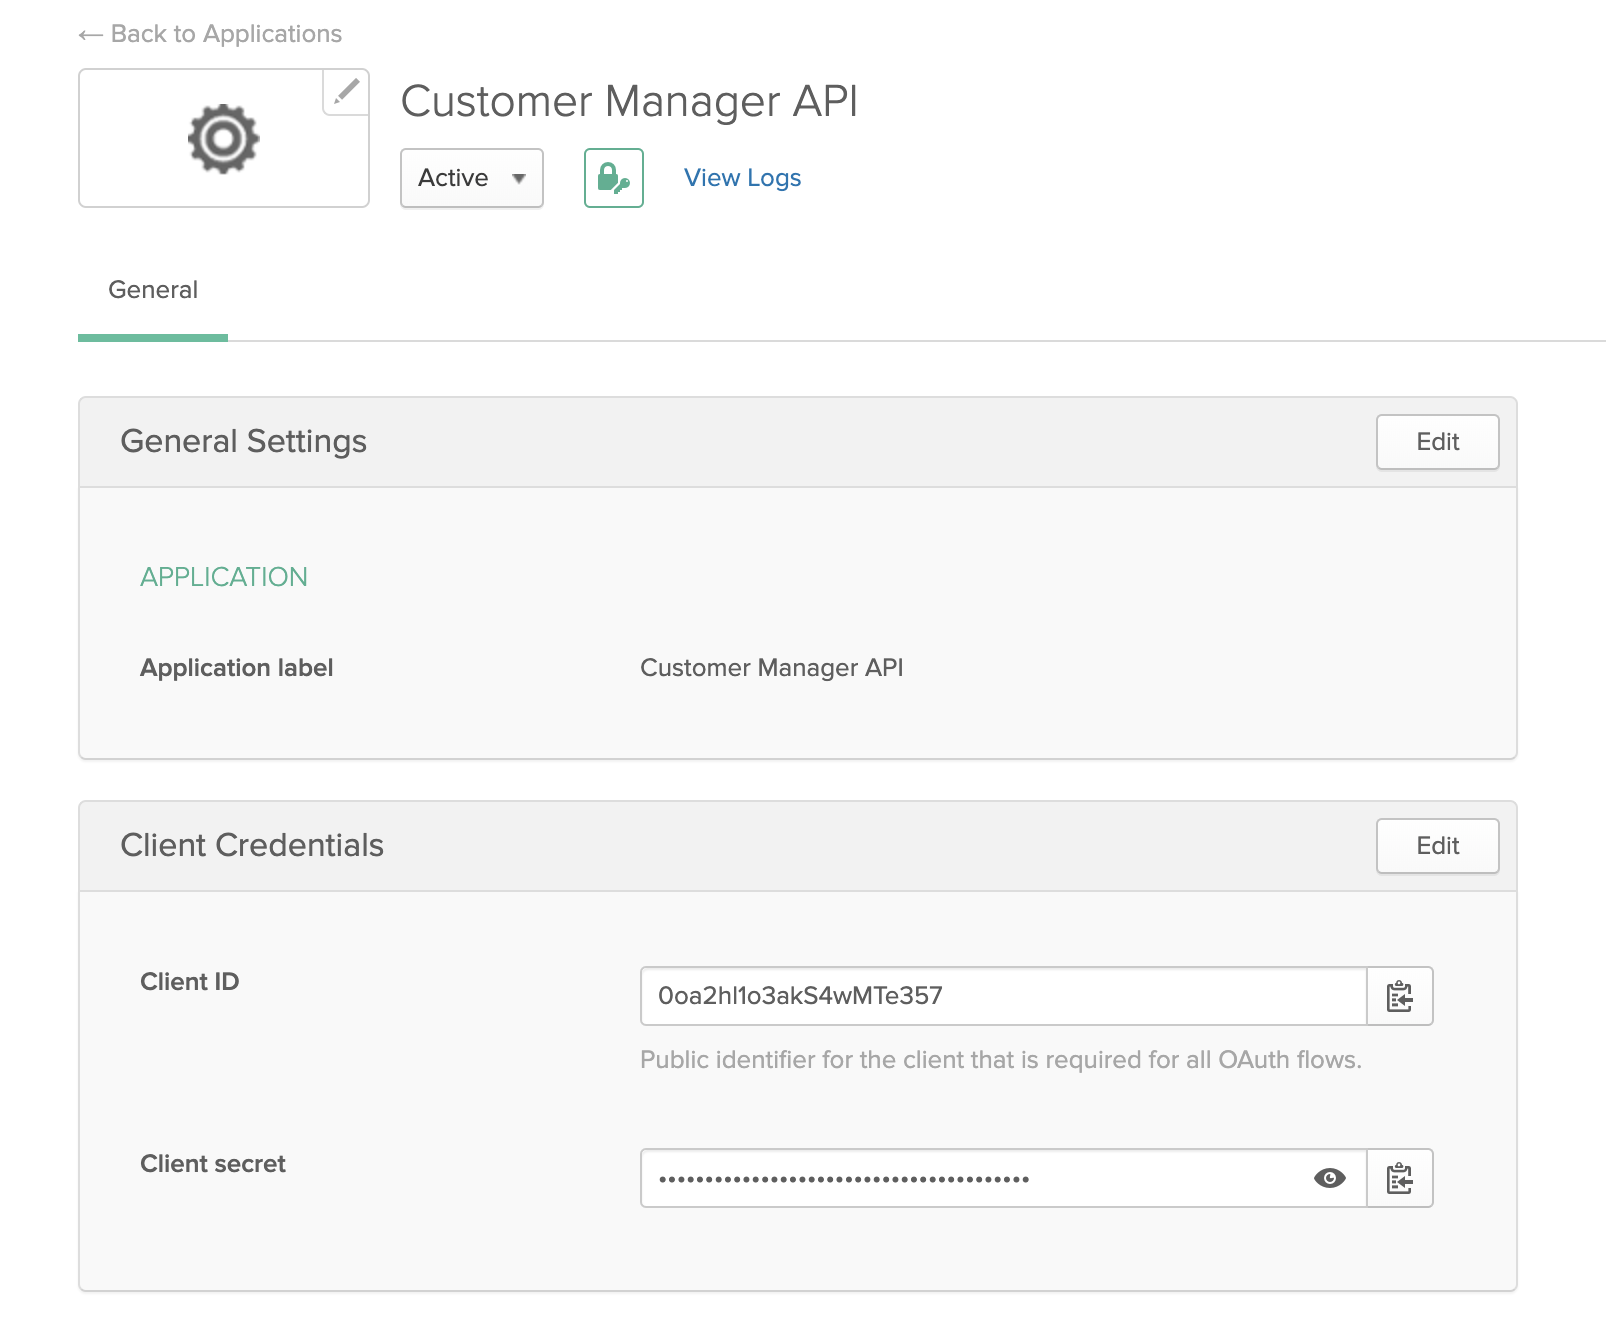 ← Back to Applications
Customer Manager API
Active
View Logs
General
General Settings
Edit
APPLICATION
Application label
Customer Manager API
Client Credentials
Edit
Client ID
0oa2hl1o3akS4wMTe357
Public identifier for the client that is required for all OAuth flows.
Client secret
••••••••••••••••••••••••••••••••••••••••